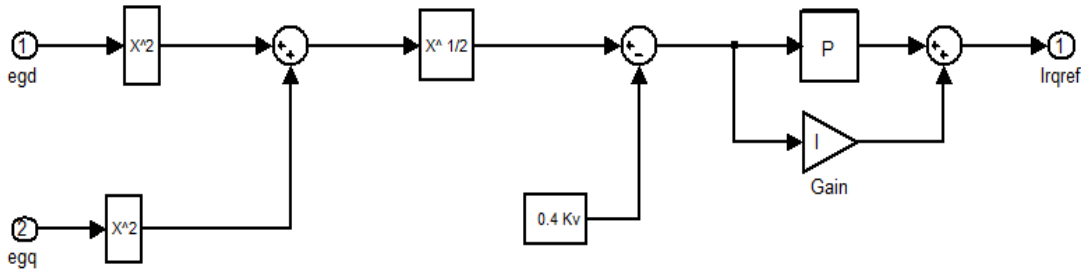 1
egd
X^2
+
+
X^ 1/2
+
-
P
+
+
1
Irqref
I
Gain
0.4 Kv
2
egq
X^2